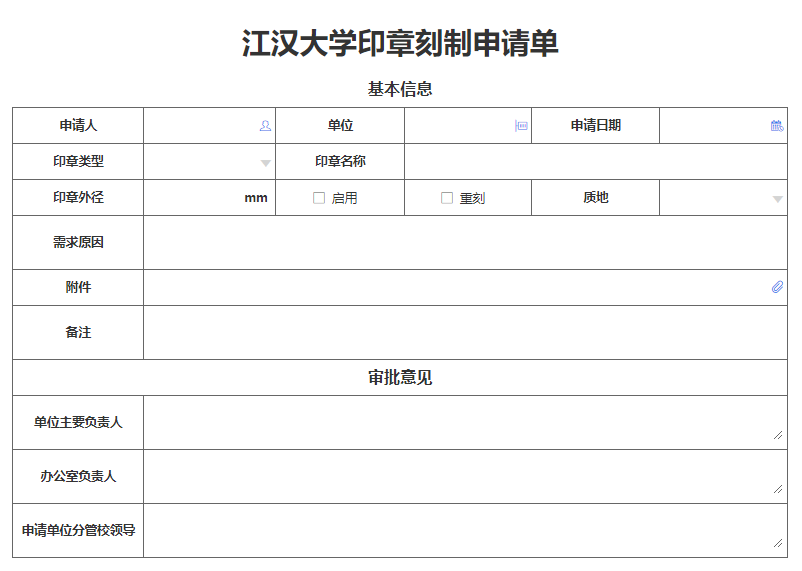 江汉大学印章刻制申请单
基本信息
申请人 单位 申请日期
印章类型 印章名称
印章外径 mm 启用 重刻 质地
需求原因
附件
备注
审批意见
单位主要负责人
办公室负责人
申请单位分管校领导